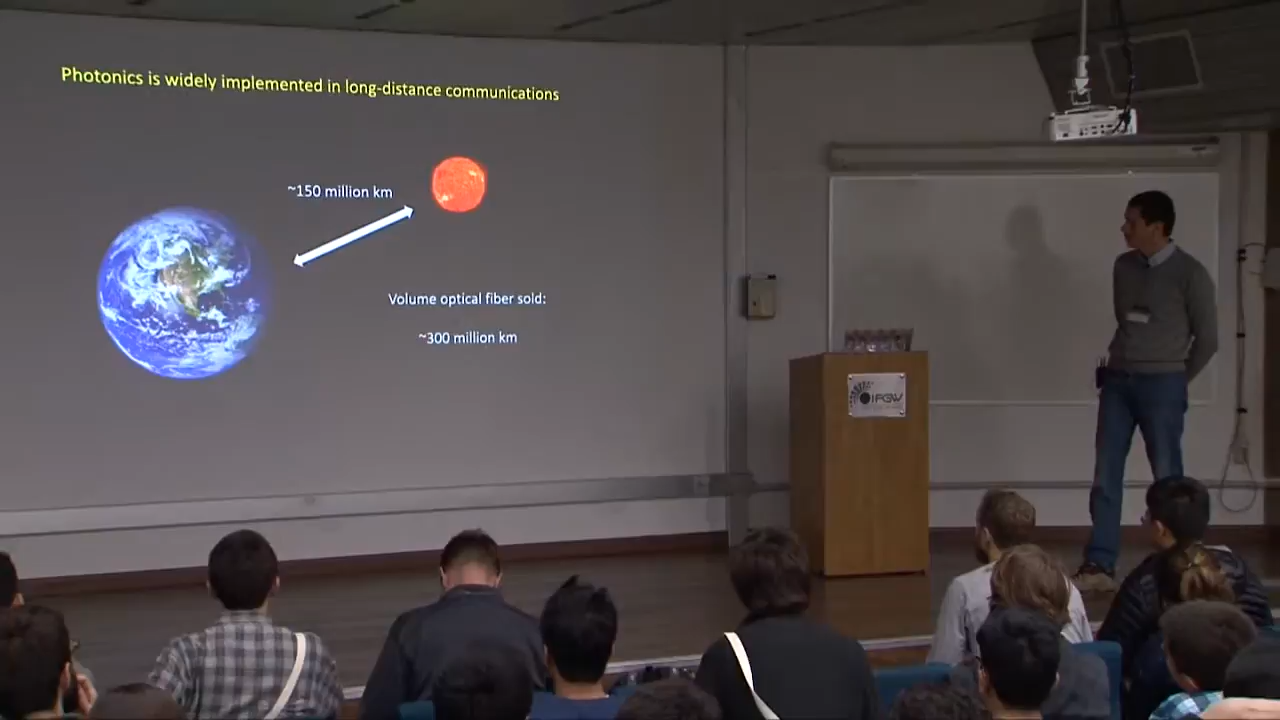 Photonics is widely implemented in long-distance communications
~150 million km
Volume optical fiber sold:
~300 million km
IFGW